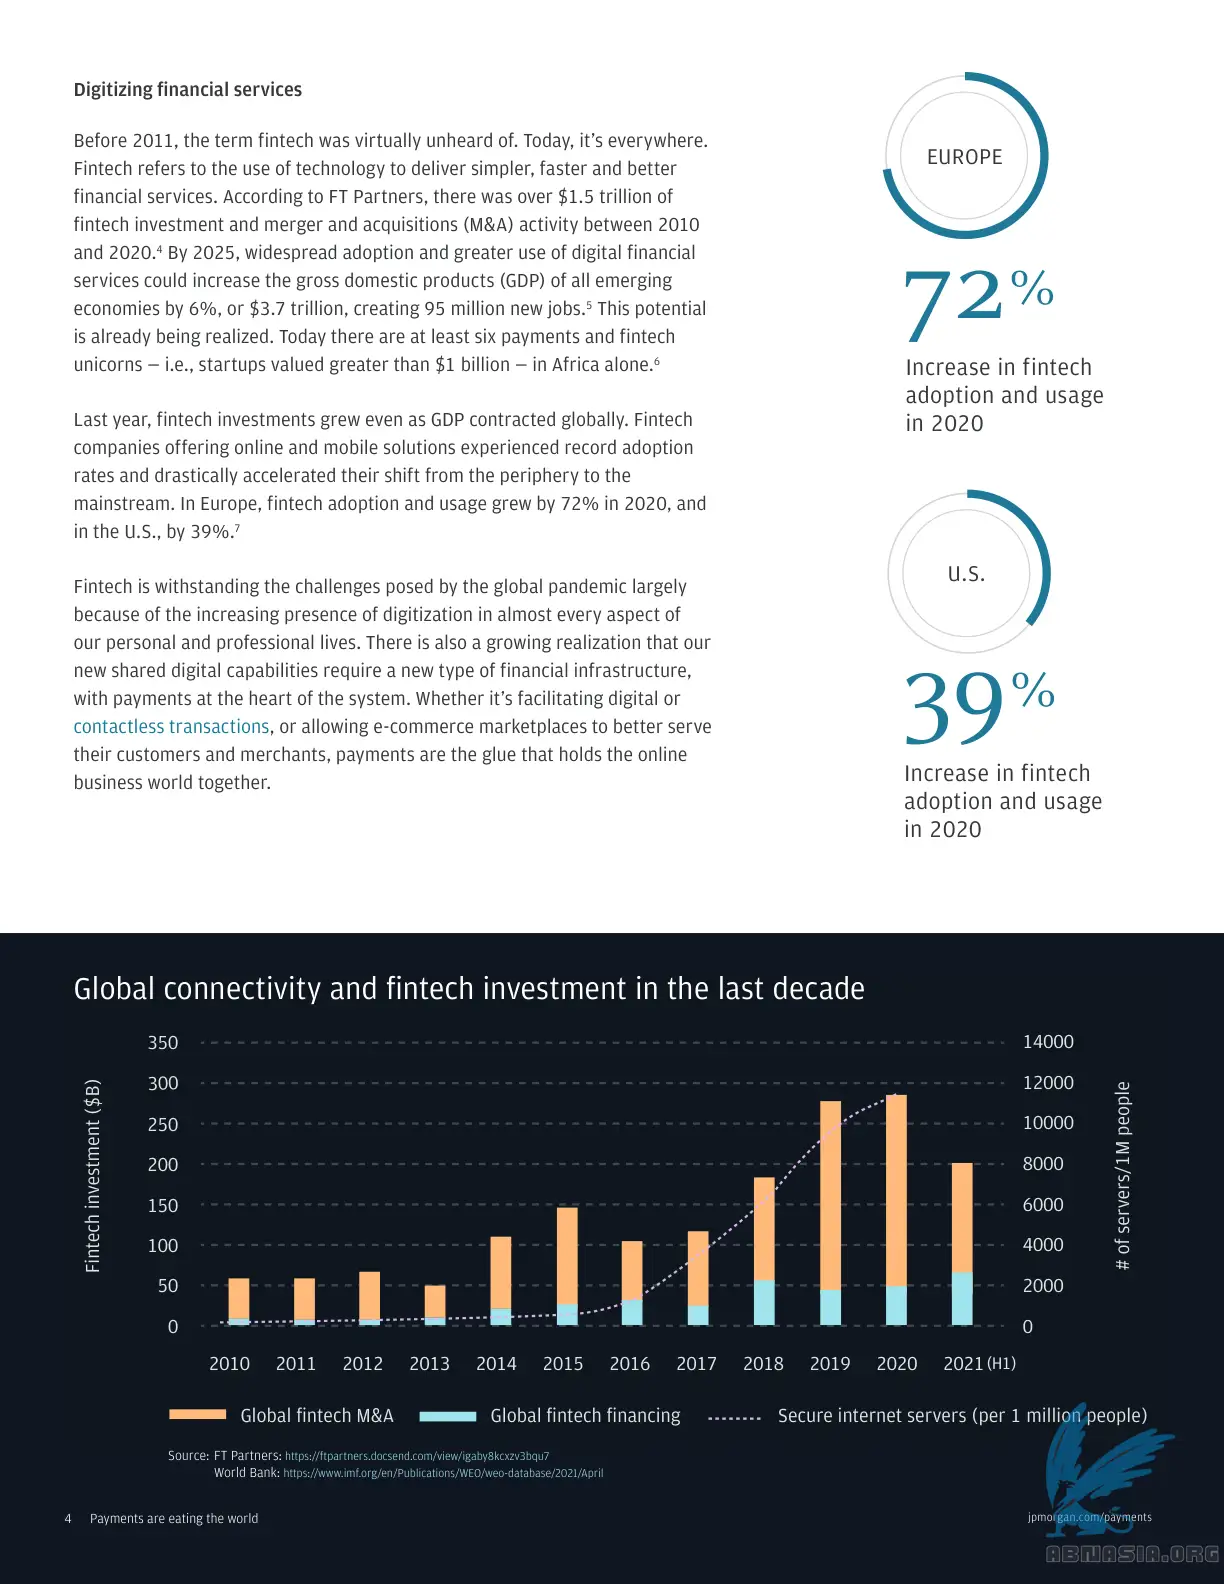 Digitizing financial services
Before 2011, the term fintech was virtually unheard of. Today, it's everywhere.
Fintech refers to the use of technology to deliver simpler, faster and better
financial services. According to FT Partners, there was over $1.5 trillion of
fintech investment and merger and acquisitions (M&A) activity between 2010
and 2020.⁴ By 2025, widespread adoption and greater use of digital financial
services could increase the gross domestic products (GDP) of all emerging
economies by 6%, or $3.7 trillion, creating 95 million new jobs.⁵ This potential
is already being realized. Today there are at least six payments and fintech
unicorns — i.e., startups valued greater than $1 billion — in Africa alone.⁶
Last year, fintech investments grew even as GDP contracted globally. Fintech
companies offering online and mobile solutions experienced record adoption
rates and drastically accelerated their shift from the periphery to the
mainstream. In Europe, fintech adoption and usage grew by 72% in 2020, and
in the U.S., by 39%.⁷
Fintech is withstanding the challenges posed by the global pandemic largely
because of the increasing presence of digitization in almost every aspect of
our personal and professional lives. There is also a growing realization that our
new shared digital capabilities require a new type of financial infrastructure,
with payments at the heart of the system. Whether it's facilitating digital or
contactless transactions, or allowing e-commerce marketplaces to better serve
their customers and merchants, payments are the glue that holds the online
business world together.
EUROPE
72%
Increase in fintech
adoption and usage
in 2020
U.S.
39%
Increase in fintech
adoption and usage
in 2020
Global connectivity and fintech investment in the last decade
Fintech investment ($B)
350
300
250
200
150
100
50
0
14000
12000
10000
8000
6000
4000
2000
0
# of servers/1M people
2010 2011 2012 2013 2014 2015 2016 2017 2018 2019 2020 2021 (H1)
Global fintech M&A Global fintech financing Secure internet servers (per 1 million people)
Source: FT Partners: https://ftpartners.docsend.com/view/igaby8kcxzv3bqu7
World Bank: https://www.imf.org/en/Publications/WEO/weo-database/2021/April
4 Payments are eating the world
jpmorgan.com/payments
ABNASIA.ORG